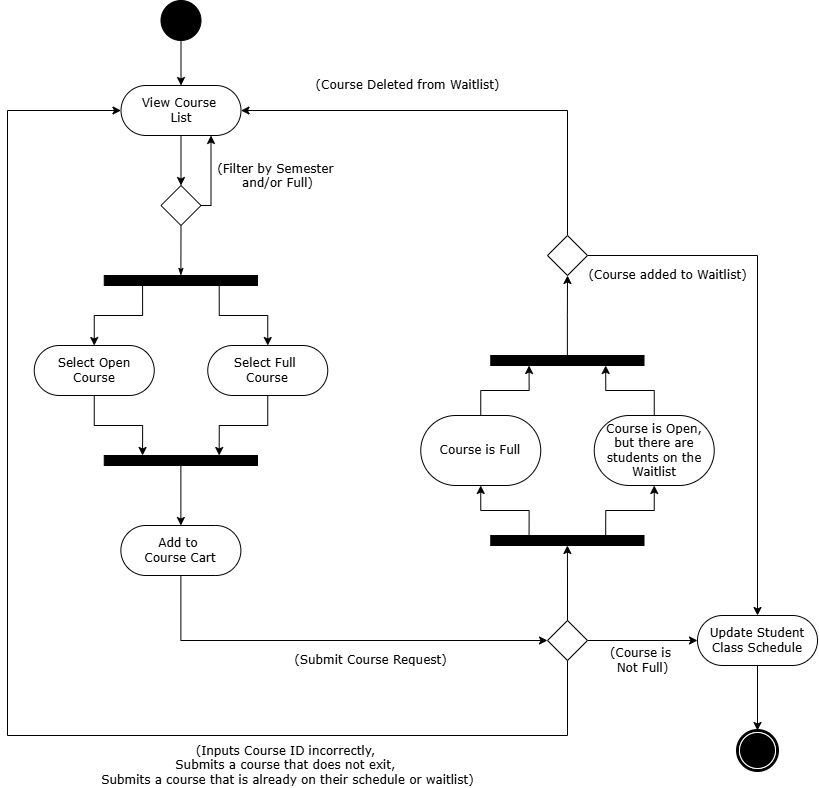 (Course Deleted from Waitlist)
View Course
List
(Filter by Semester
and/or Full)
(Course added to Waitlist)
Select Open
Course
Select Full
Course
Course is Full
Course is Open,
but there are
students on the
Waitlist
Add to
Course Cart
(Submit Course Request)
(Course is
Not Full)
Update Student
Class Schedule
(Inputs Course ID incorrectly,
Submits a course that does not exit,
Submits a course that is already on their schedule or waitlist)